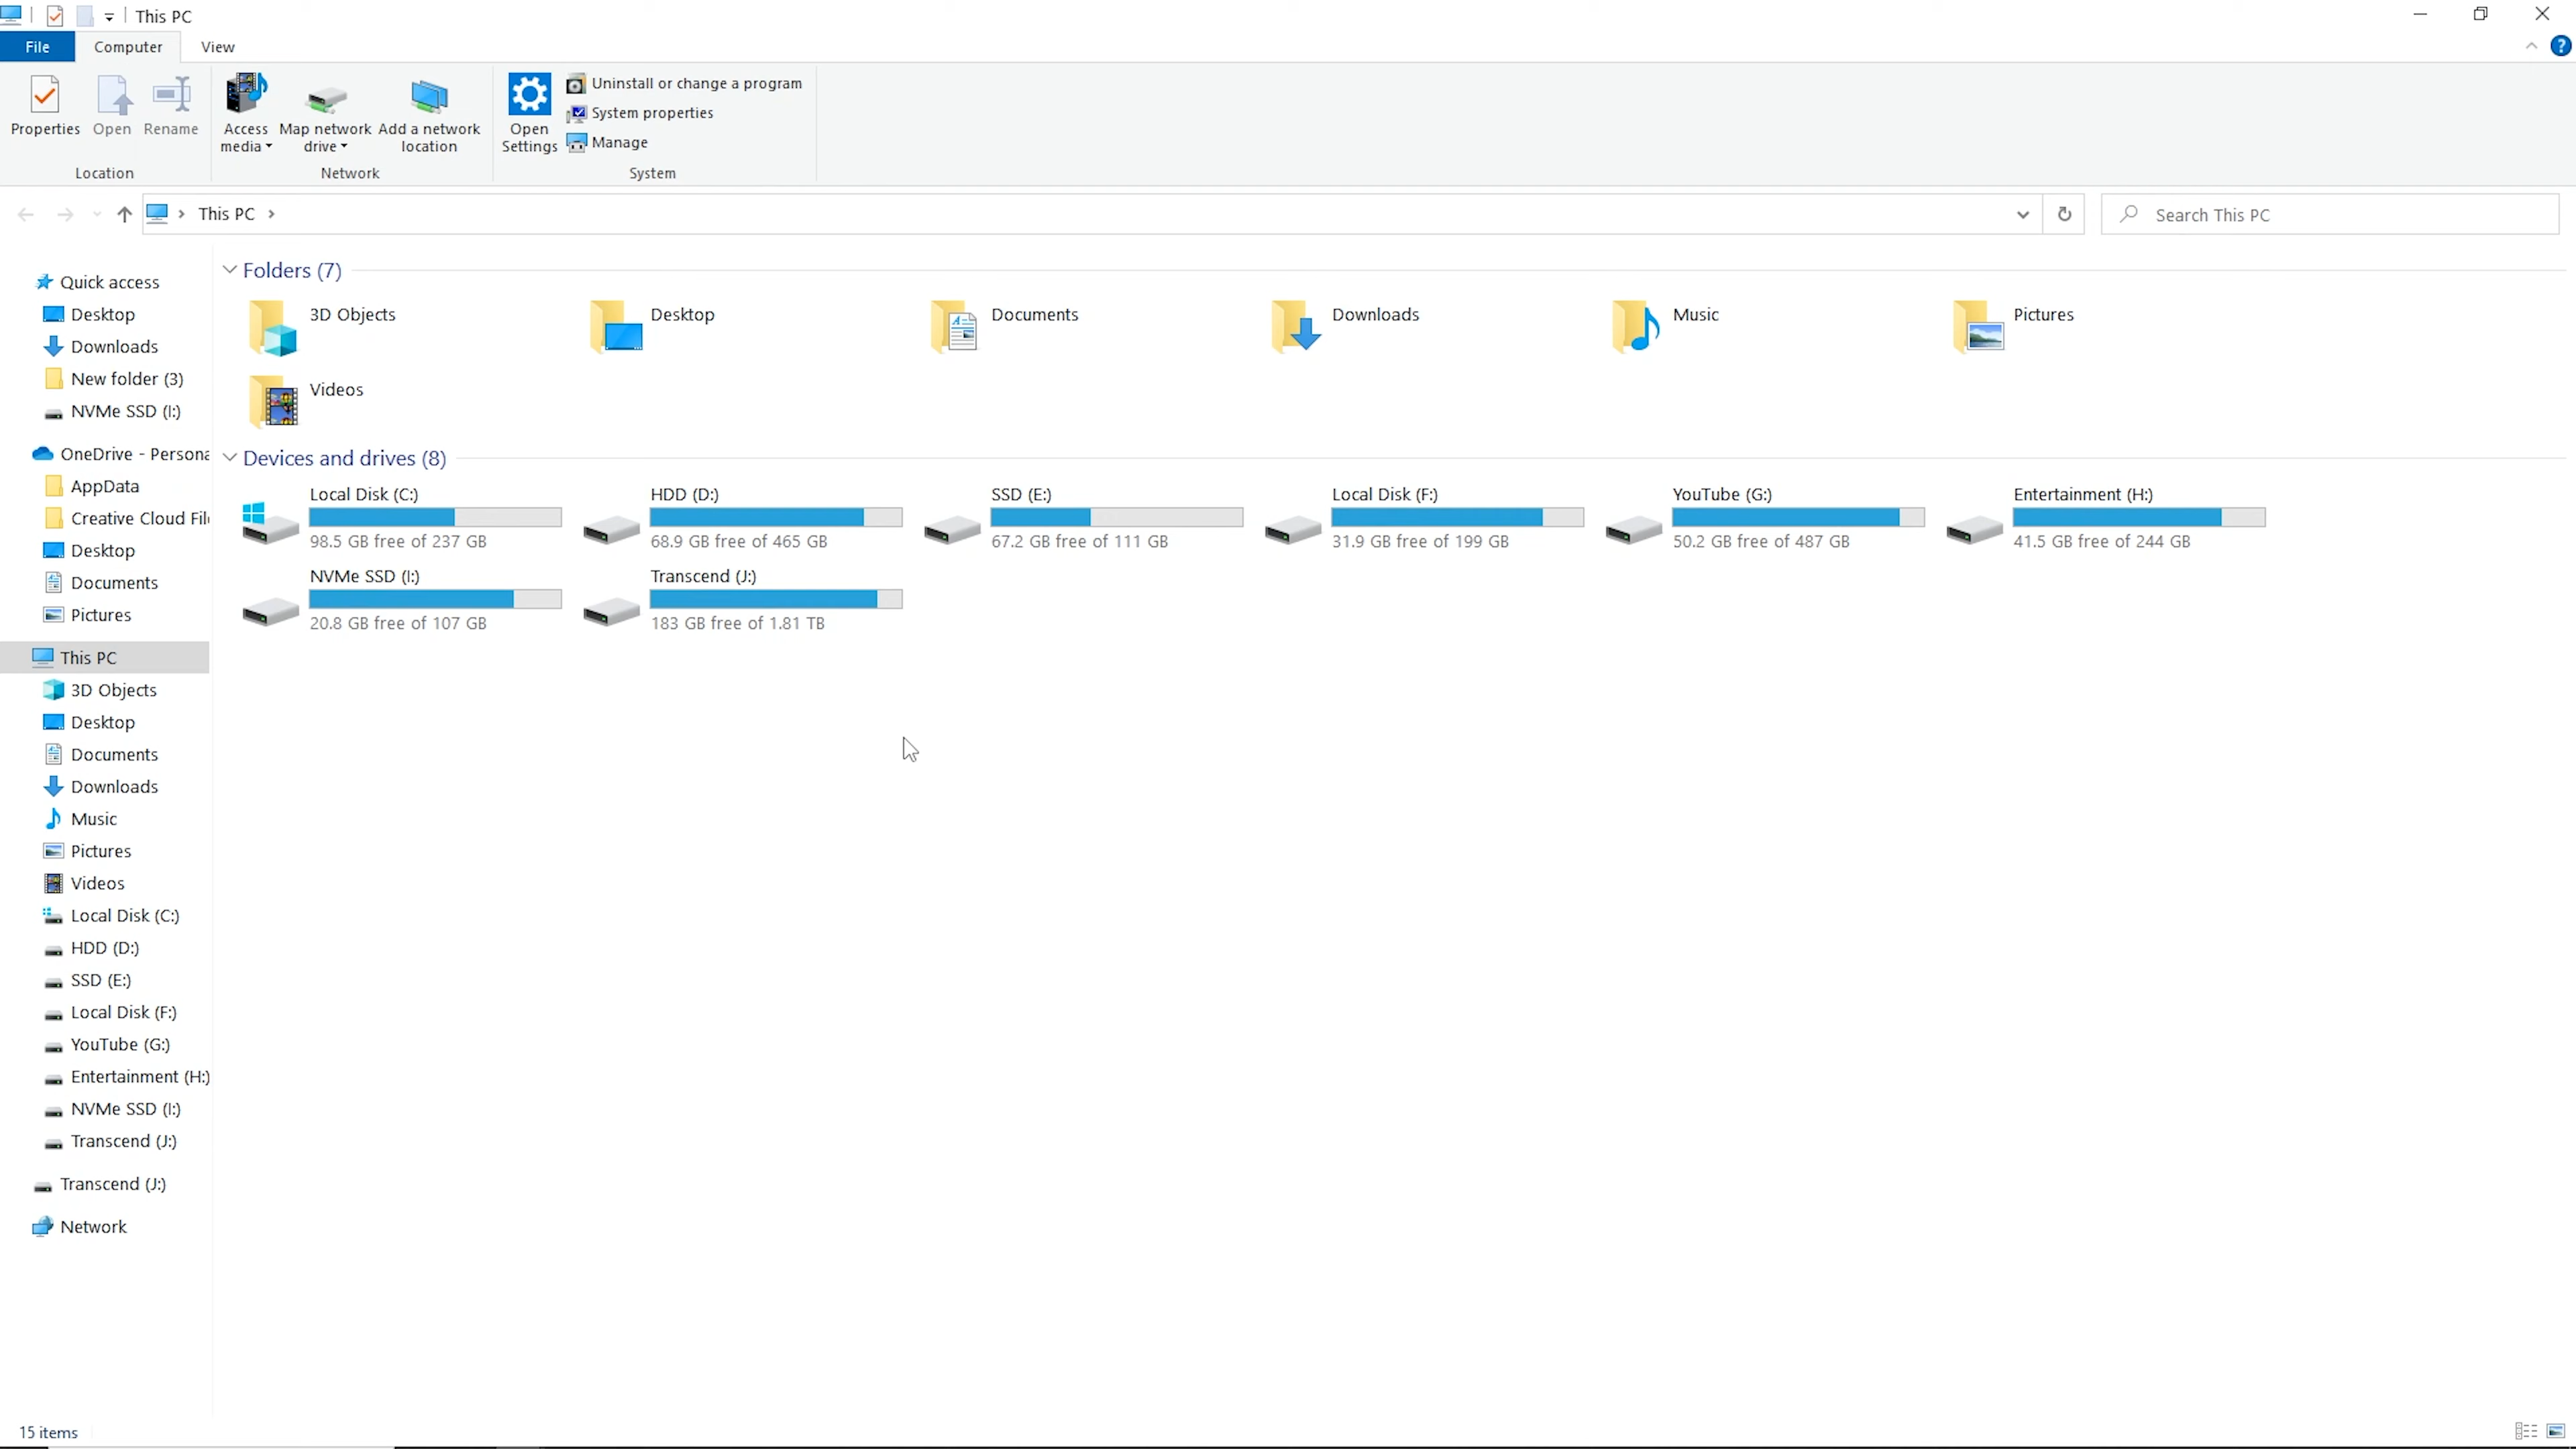 This PC
File Computer View
Properties Open Rename Access media Map network drive Add a network location Open Settings Uninstall or change a program
System properties
Manage
Location Network System
This PC
Search This PC
Quick access
Desktop
Downloads
New folder (3)
NVMe SSD (I:)
OneDrive - Persona
AppData
Creative Cloud Fil
Desktop
Documents
Pictures
This PC
3D Objects
Desktop
Documents
Downloads
Music
Pictures
Videos
Local Disk (C:)
HDD (D:)
SSD (E:)
Local Disk (F:)
YouTube (G:)
Entertainment (H:)
NVMe SSD (I:)
Transcend (J:)
Transcend (J:)
Network
Folders (7)
3D Objects Desktop Documents Downloads Music Pictures
Videos
Devices and drives (8)
Local Disk (C:) HDD (D:) SSD (E:) Local Disk (F:) YouTube (G:) Entertainment (H:)
98.5 GB free of 237 GB 68.9 GB free of 465 GB 67.2 GB free of 111 GB 31.9 GB free of 199 GB 50.2 GB free of 487 GB 41.5 GB free of 244 GB
NVMe SSD (I:) Transcend (J:)
20.8 GB free of 107 GB 183 GB free of 1.81 TB
15 items